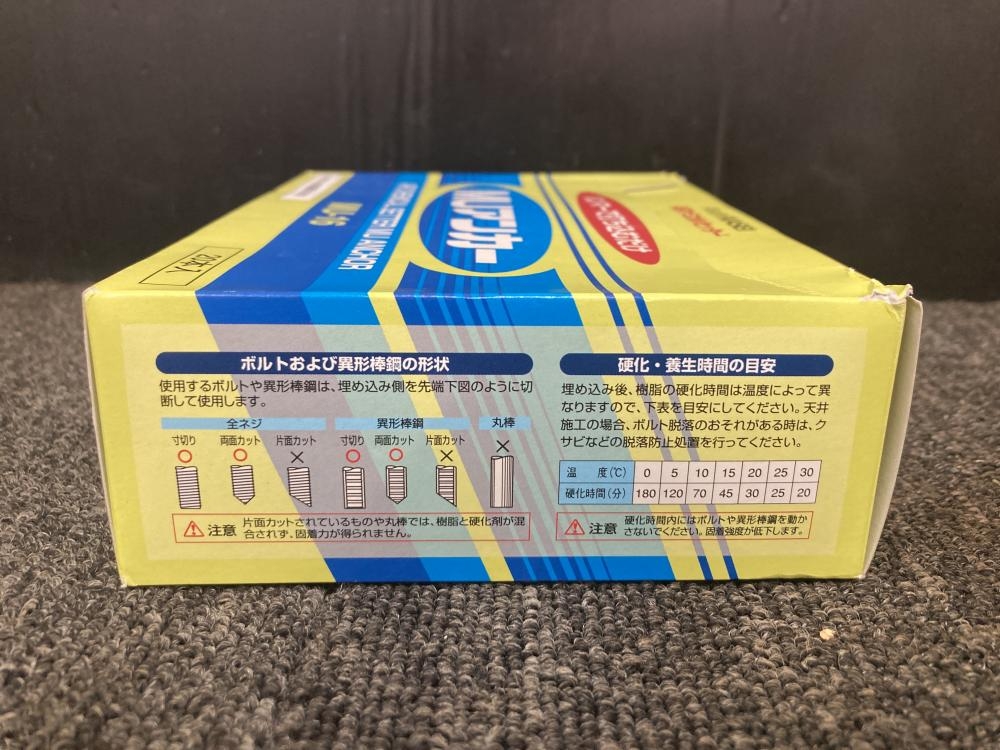 20本入
MU-16
MUアンカー
MU ANCHOR
ボルトおよび異形棒鋼の形状
使用するボルトや異形棒鋼は、埋め込み側を先端下図のように切
断して使用します。
全ネジ 異形棒鋼 丸棒
寸切り 両面カット 片面カット 寸切り 両面カット 片面カット
○ ○ × ○ ○ × ×
注意 片面カットされているものや丸棒では、樹脂と硬化剤が混
合されず、固着力が得られません。
硬化・養生時間の目安
埋め込み後、樹脂の硬化時間は温度によって異
なりますので、下表を目安にしてください。天井
施工の場合、ボルト脱落のおそれがある時は、ク
サビなどの脱落防止処置を行ってください。
温 度(℃) 0 5 10 15 20 25 30
硬化時間(分) 180 120 70 45 30 25 20
注意 硬化時間内にはボルトや異形棒鋼を動か
さないでください。固着強度が低下します。